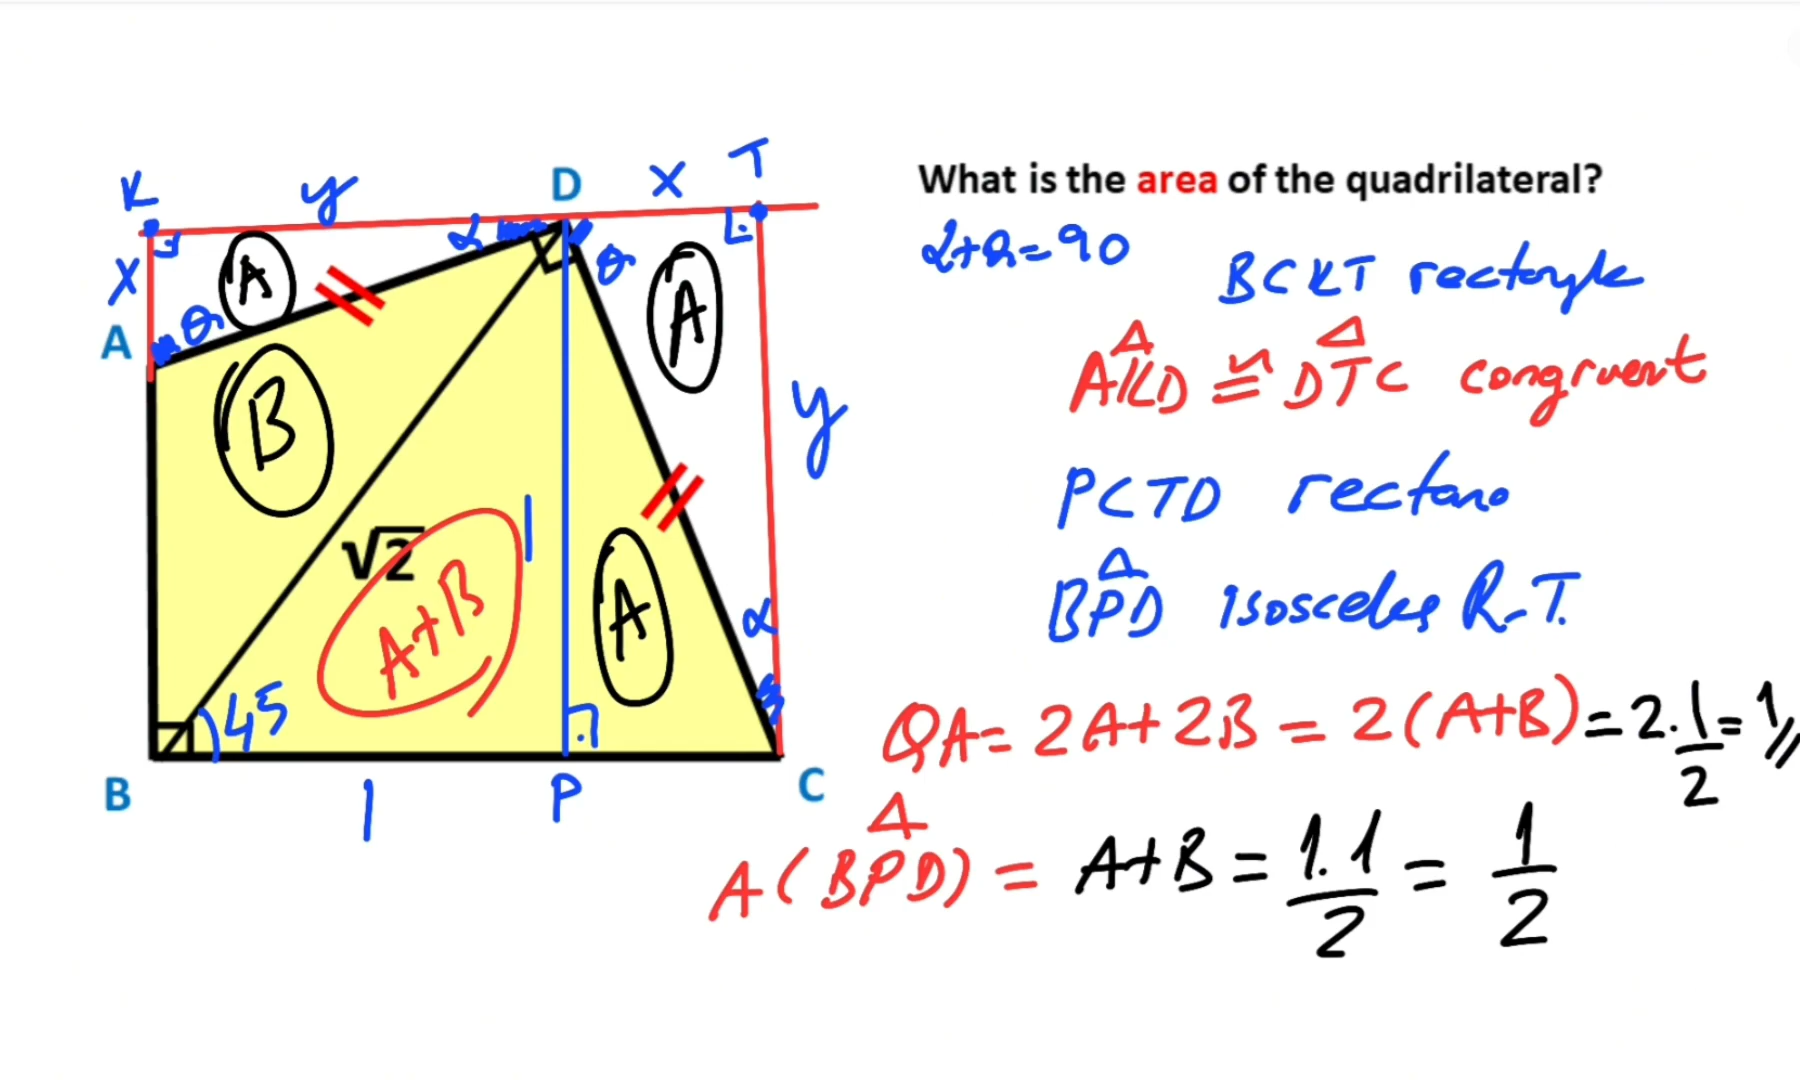 K y D x T
What is the area of the quadrilateral?
α+θ=90
BCKT rectangle
x A α θ A
A θ
AKD ≅ DTC congruent
B y
PCTD rectang
√2 1
A+B A α
BPD isosceles R.T.
45
QA=2A+2B=2(A+B)=2.1/2=1//
B 1 P C
A(BPD)=A+B=1.1/2=1/2